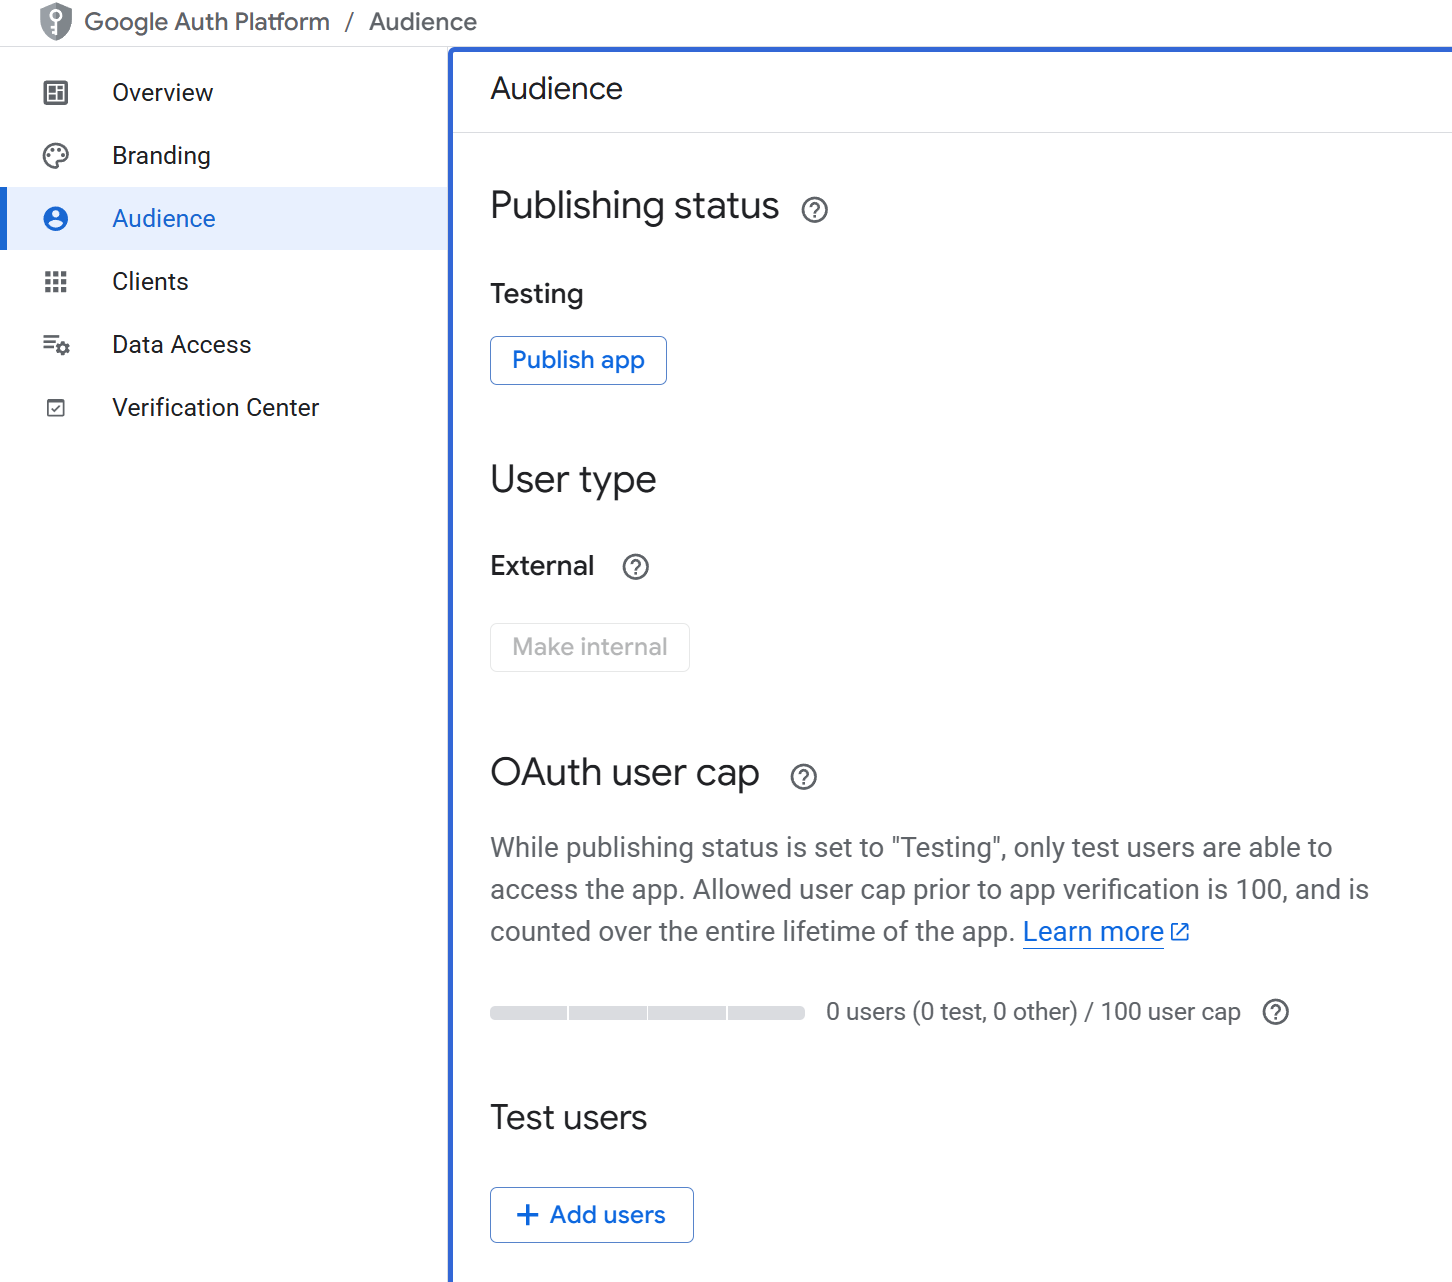 Google Auth Platform / Audience
Overview
Branding
Audience
Clients
Data Access
Verification Center
Audience
Publishing status
Testing
Publish app
User type
External
Make internal
OAuth user cap
While publishing status is set to "Testing", only test users are able to
access the app. Allowed user cap prior to app verification is 100, and is
counted over the entire lifetime of the app. Learn more
0 users (0 test, 0 other) / 100 user cap
Test users
+ Add users